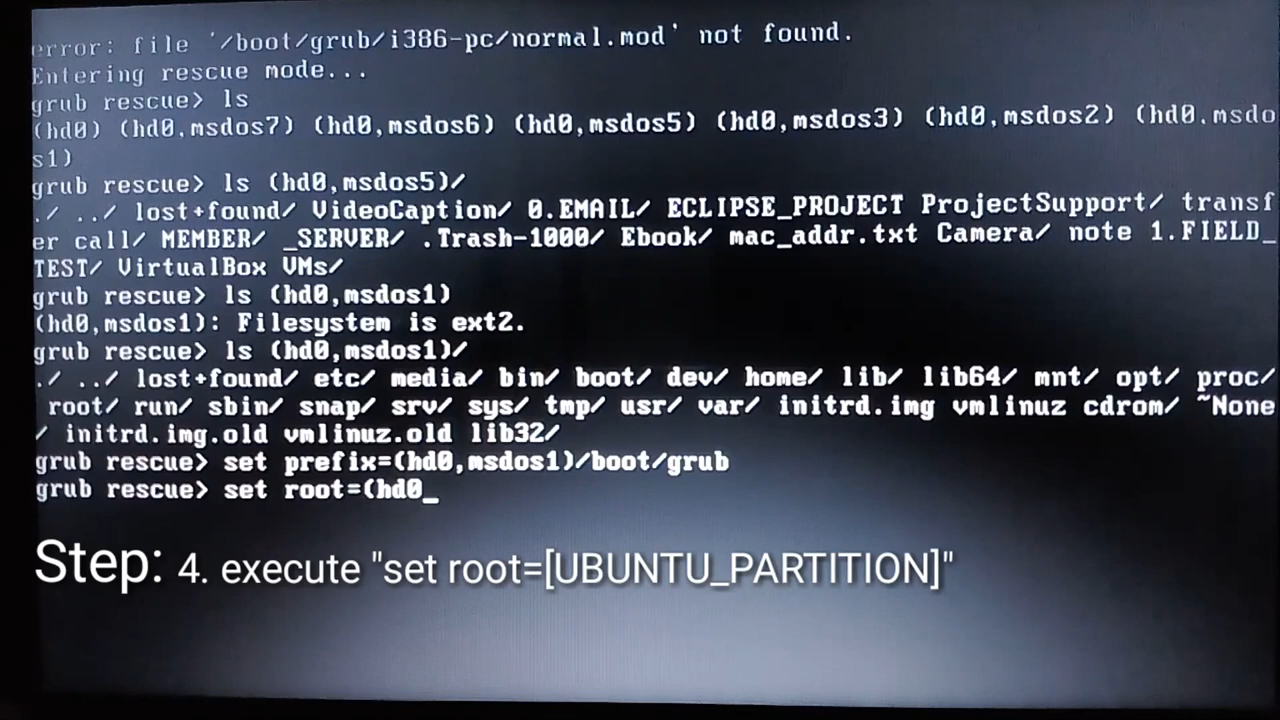 error: file '/boot/grub/i386-pc/normal.mod' not found.
Entering rescue mode...
grub rescue> ls
(hd0) (hd0,msdos7) (hd0,msdos6) (hd0,msdos5) (hd0,msdos3) (hd0,msdos2) (hd0,msdo
s1)
grub rescue> ls (hd0,msdos5)/
./ ../ lost+found/ VideoCaption/ 0.EMAIL/ ECLIPSE_PROJECT ProjectSupport/ transf
er call/ MEMBER/ _SERVER/ .Trash-1000/ Ebook/ mac_addr.txt Camera/ note 1.FIELD_
TEST/ VirtualBox VMs/
grub rescue> ls (hd0,msdos1)
(hd0,msdos1): Filesystem is ext2.
grub rescue> ls (hd0,msdos1)/
./ ../ lost+found/ etc/ media/ bin/ boot/ dev/ home/ lib/ lib64/ mnt/ opt/ proc/
root/ run/ sbin/ snap/ srv/ sys/ tmp/ usr/ var/ initrd.img vmlinuz cdrom/ ~None
/ initrd.img.old vmlinuz.old lib32/
grub rescue> set prefix=(hd0,msdos1)/boot/grub
grub rescue> set root=(hd0_
Step: 4. execute "set root=[UBUNTU_PARTITION]"